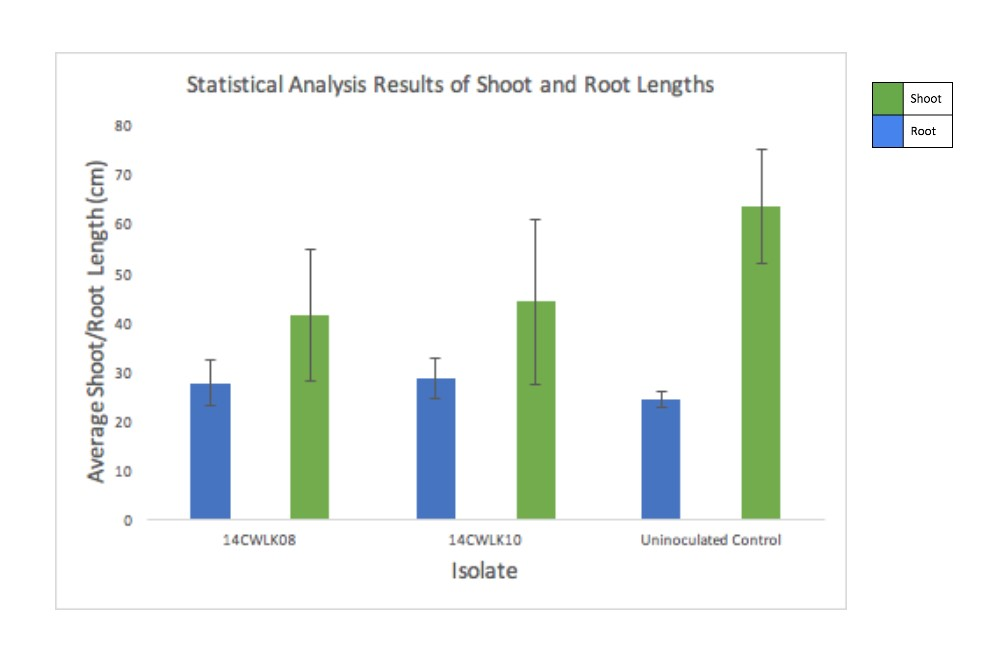 Statistical Analysis Results of Shoot and Root Lengths
Shoot
Root
Average Shoot/Root Length (cm)
80
70
60
50
40
30
20
10
0
14CWLK08 14CWLK10 Uninoculated Control
Isolate